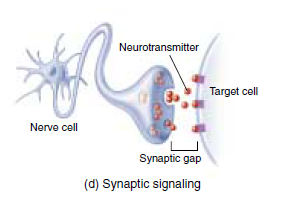 Neurotransmitter
Target cell
Nerve cell
Synaptic gap
(d) Synaptic signaling